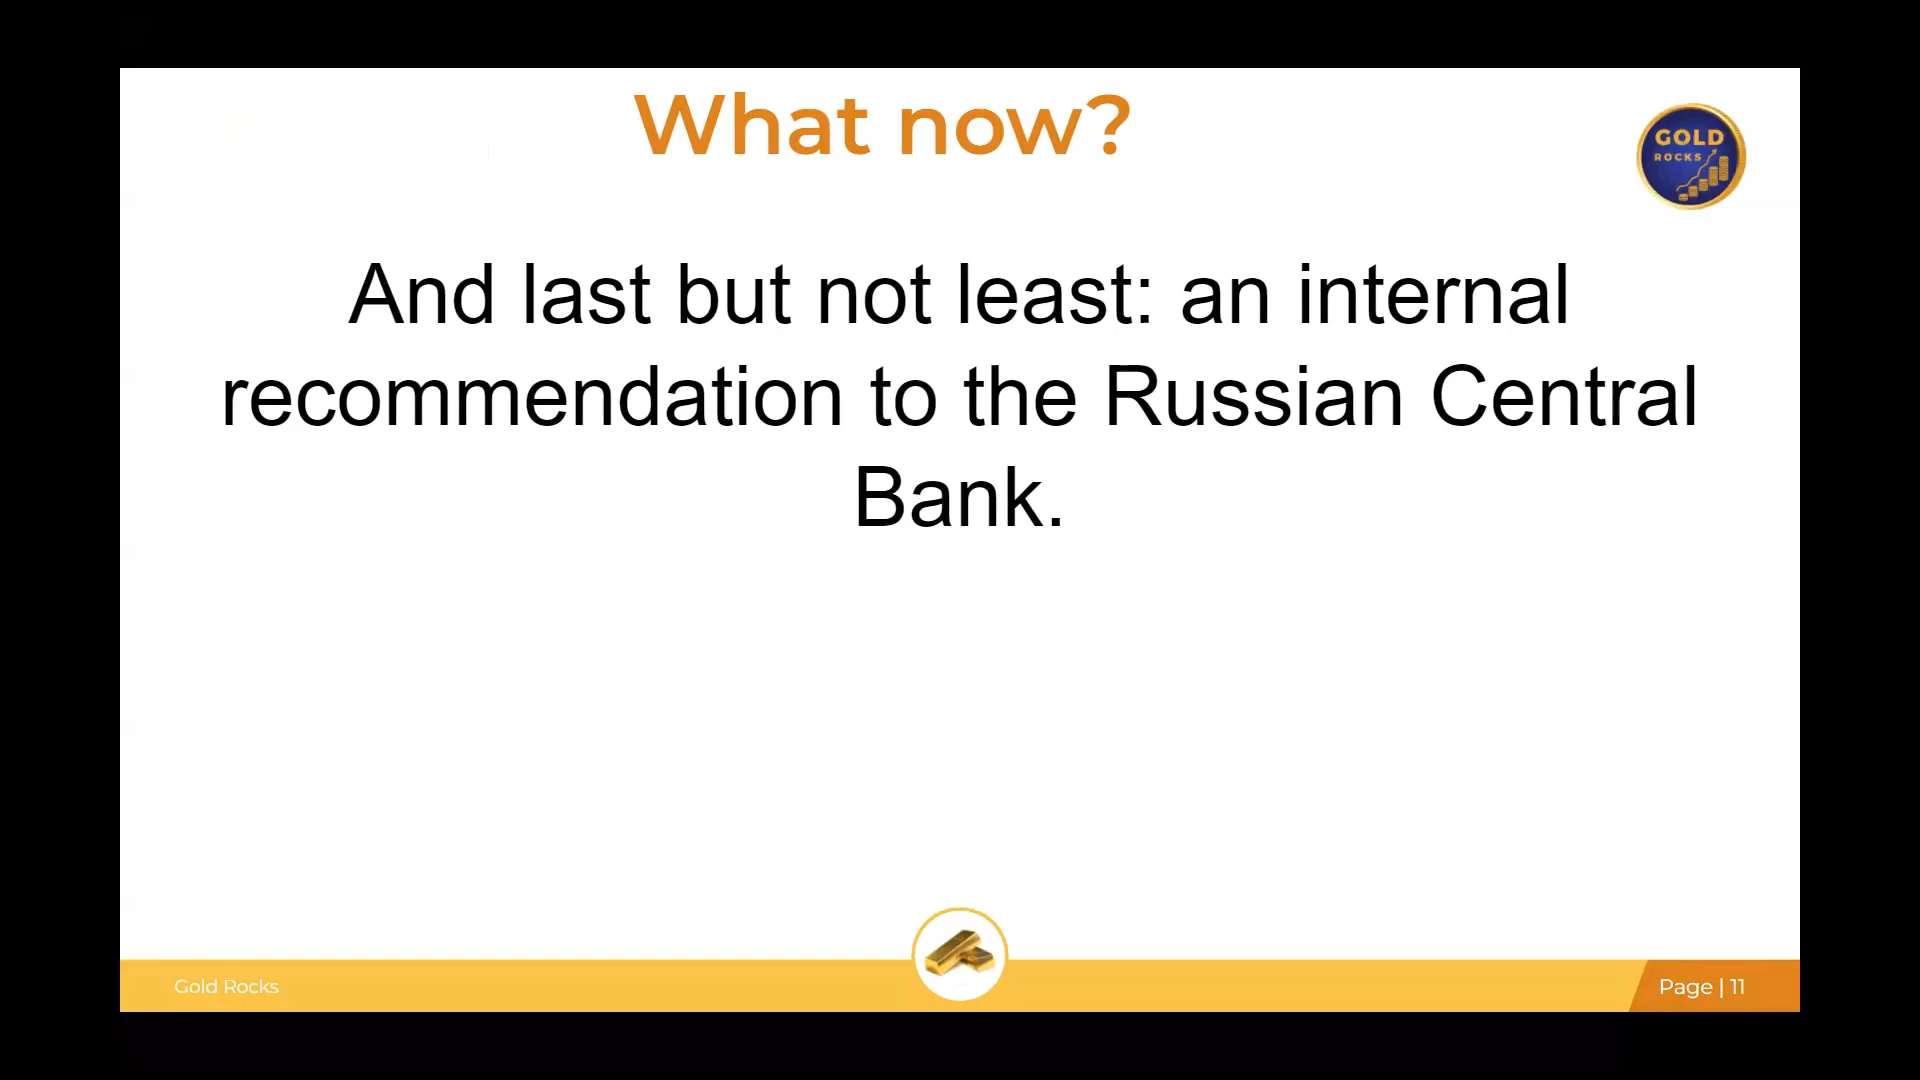 What now?
GOLD
ROCKS
And last but not least: an internal
recommendation to the Russian Central
Bank.
Gold Rocks
Page | 11